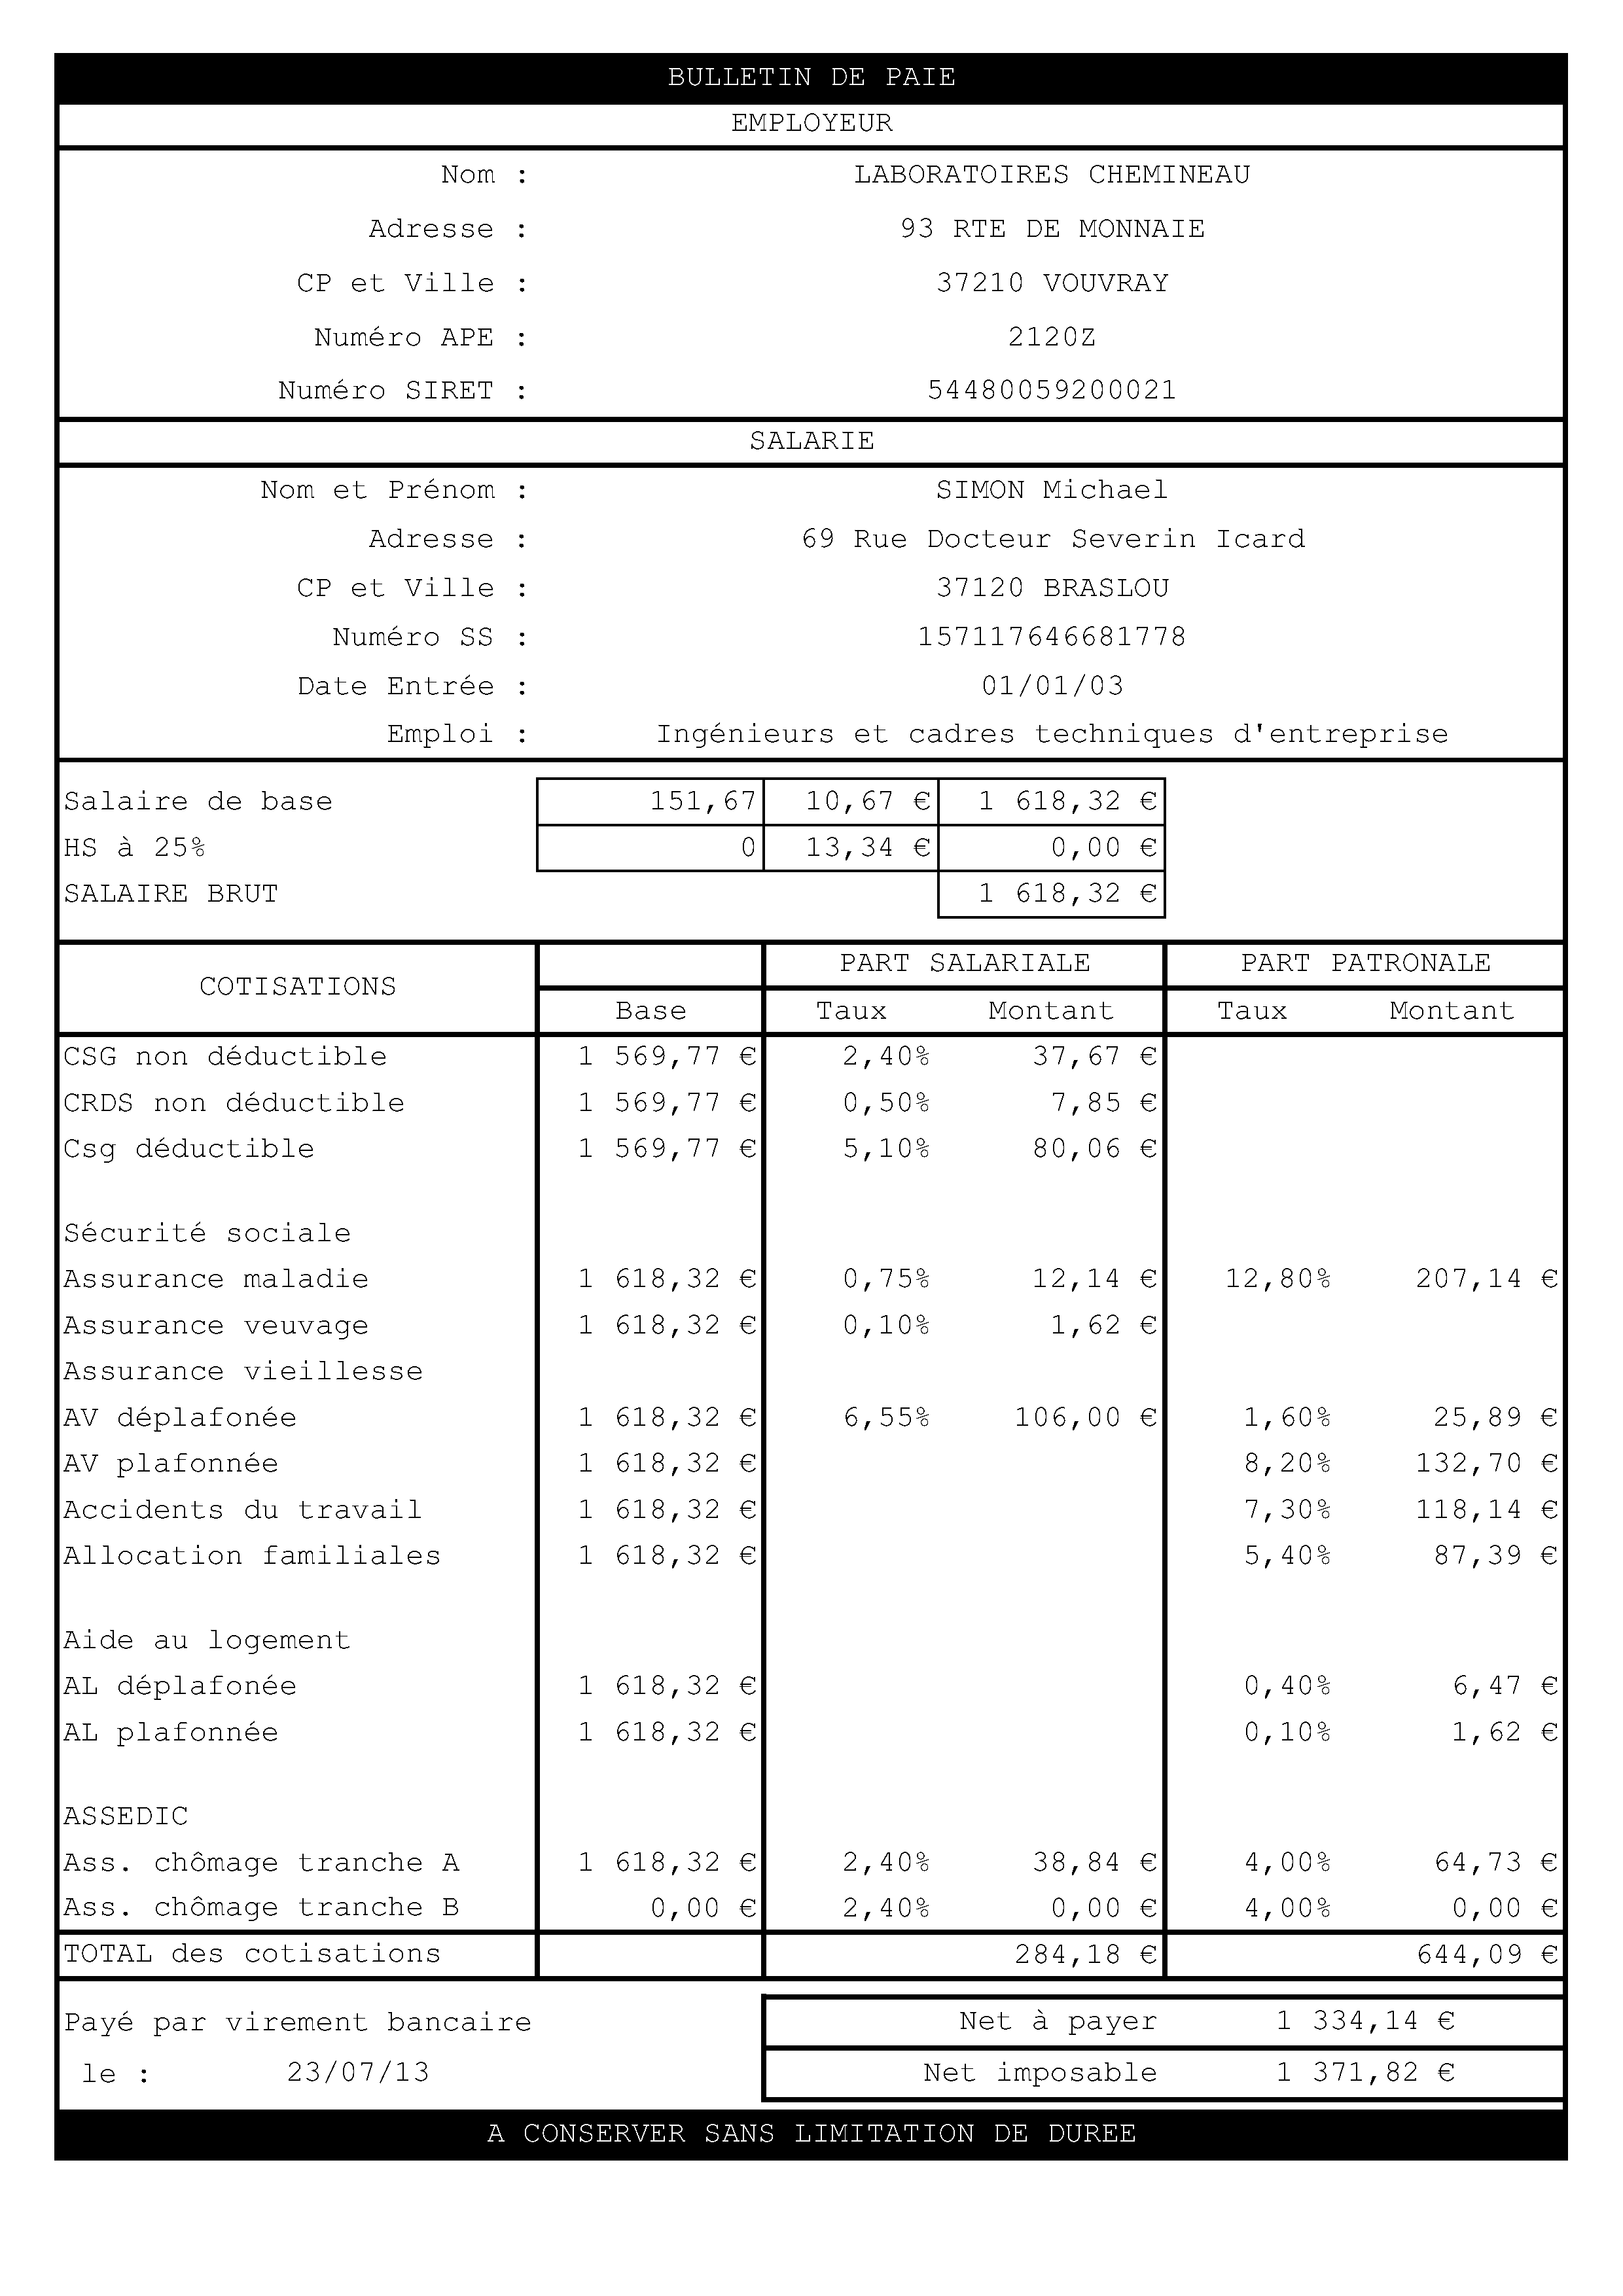 BULLETIN DE PAIE
EMPLOYEUR
Nom : LABORATOIRES CHEMINEAU
Adresse : 93 RTE DE MONNAIE
CP et Ville : 37210 VOUVRAY
Numéro APE : 2120Z
Numéro SIRET : 54480059200021
SALARIE
Nom et Prénom : SIMON Michael
Adresse : 69 Rue Docteur Severin Icard
CP et Ville : 37120 BRASLOU
Numéro SS : 157117646681778
Date Entrée : 01/01/03
Emploi : Ingénieurs et cadres techniques d'entreprise
Salaire de base 151,67 10,67 € 1 618,32 €
HS à 25% 0 13,34 € 0,00 €
SALAIRE BRUT 1 618,32 €
PART SALARIALE PART PATRONALE
COTISATIONS
Base Taux Montant Taux Montant
CSG non déductible 1 569,77 € 2,40% 37,67 €
CRDS non déductible 1 569,77 € 0,50% 7,85 €
Csg déductible 1 569,77 € 5,10% 80,06 €
Sécurité sociale
Assurance maladie 1 618,32 € 0,75% 12,14 € 12,80% 207,14 €
Assurance veuvage 1 618,32 € 0,10% 1,62 €
Assurance vieillesse
AV déplafonée 1 618,32 € 6,55% 106,00 € 1,60% 25,89 €
AV plafonnée 1 618,32 € 8,20% 132,70 €
Accidents du travail 1 618,32 € 7,30% 118,14 €
Allocation familiales 1 618,32 € 5,40% 87,39 €
Aide au logement
AL déplafonée 1 618,32 € 0,40% 6,47 €
AL plafonnée 1 618,32 € 0,10% 1,62 €
ASSEDIC
Ass. chômage tranche A 1 618,32 € 2,40% 38,84 € 4,00% 64,73 €
Ass. chômage tranche B 0,00 € 2,40% 0,00 € 4,00% 0,00 €
TOTAL des cotisations 284,18 € 644,09 €
Payé par virement bancaire Net à payer 1 334,14 €
le : 23/07/13 Net imposable 1 371,82 €
A CONSERVER SANS LIMITATION DE DUREE